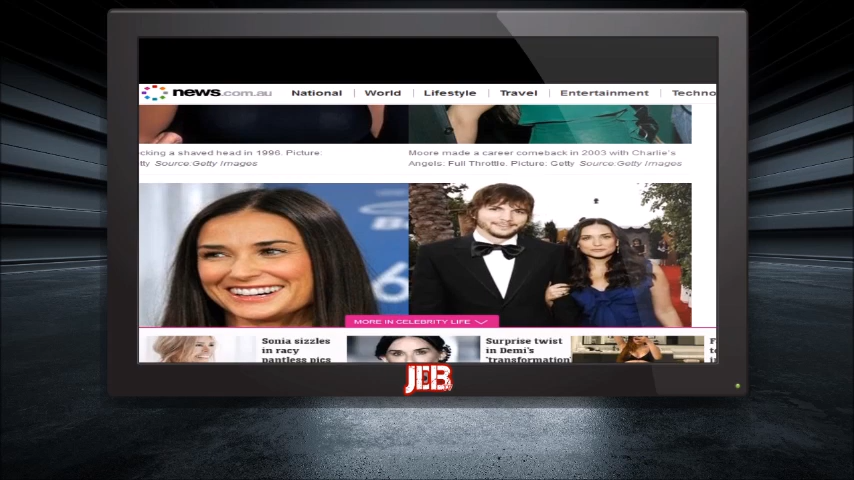 news.com.au National World Lifestyle Travel Entertainment Techno
cking a shaved head in 1996. Picture:
tty Source:Getty Images
Moore made a career comeback in 2003 with Charlie's
Angels: Full Throttle. Picture: Getty Source:Getty Images
MORE IN CELEBRITY LIFE
Sonia sizzles
in racy
pantless pics
Surprise twist
in Demi's
'transformation'
JEB